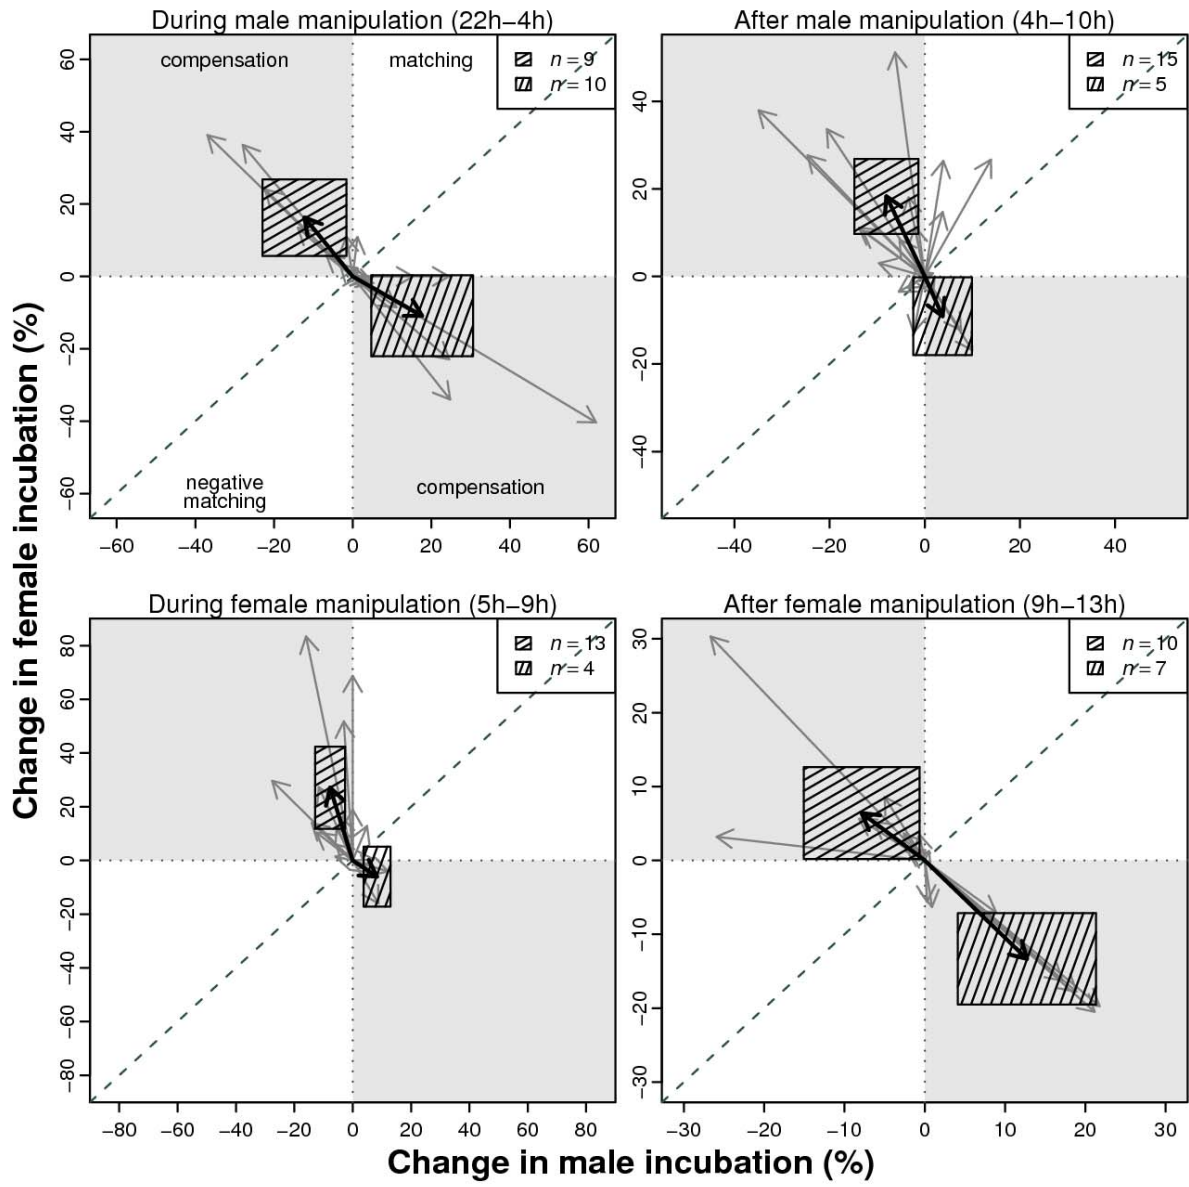 During male manipulation (22h−4h)
After male manipulation (4h−10h)
compensation
matching
n = 9
n = 10
60
40
20
0
−20
−40
−60
negative
matching
compensation
−60 −40 −20 0 20 40 60
n = 15
n = 5
40
20
0
−20
−40
−40 −20 0 20 40
Change in female incubation (%)
During female manipulation (5h−9h)
After female manipulation (9h−13h)
n = 13
n = 4
80
60
40
20
0
−20
−40
−60
−80
−80 −60 −40 −20 0 20 40 60 80
n = 10
n = 7
30
20
10
0
−10
−20
−30
−30 −20 −10 0 10 20 30
Change in male incubation (%)